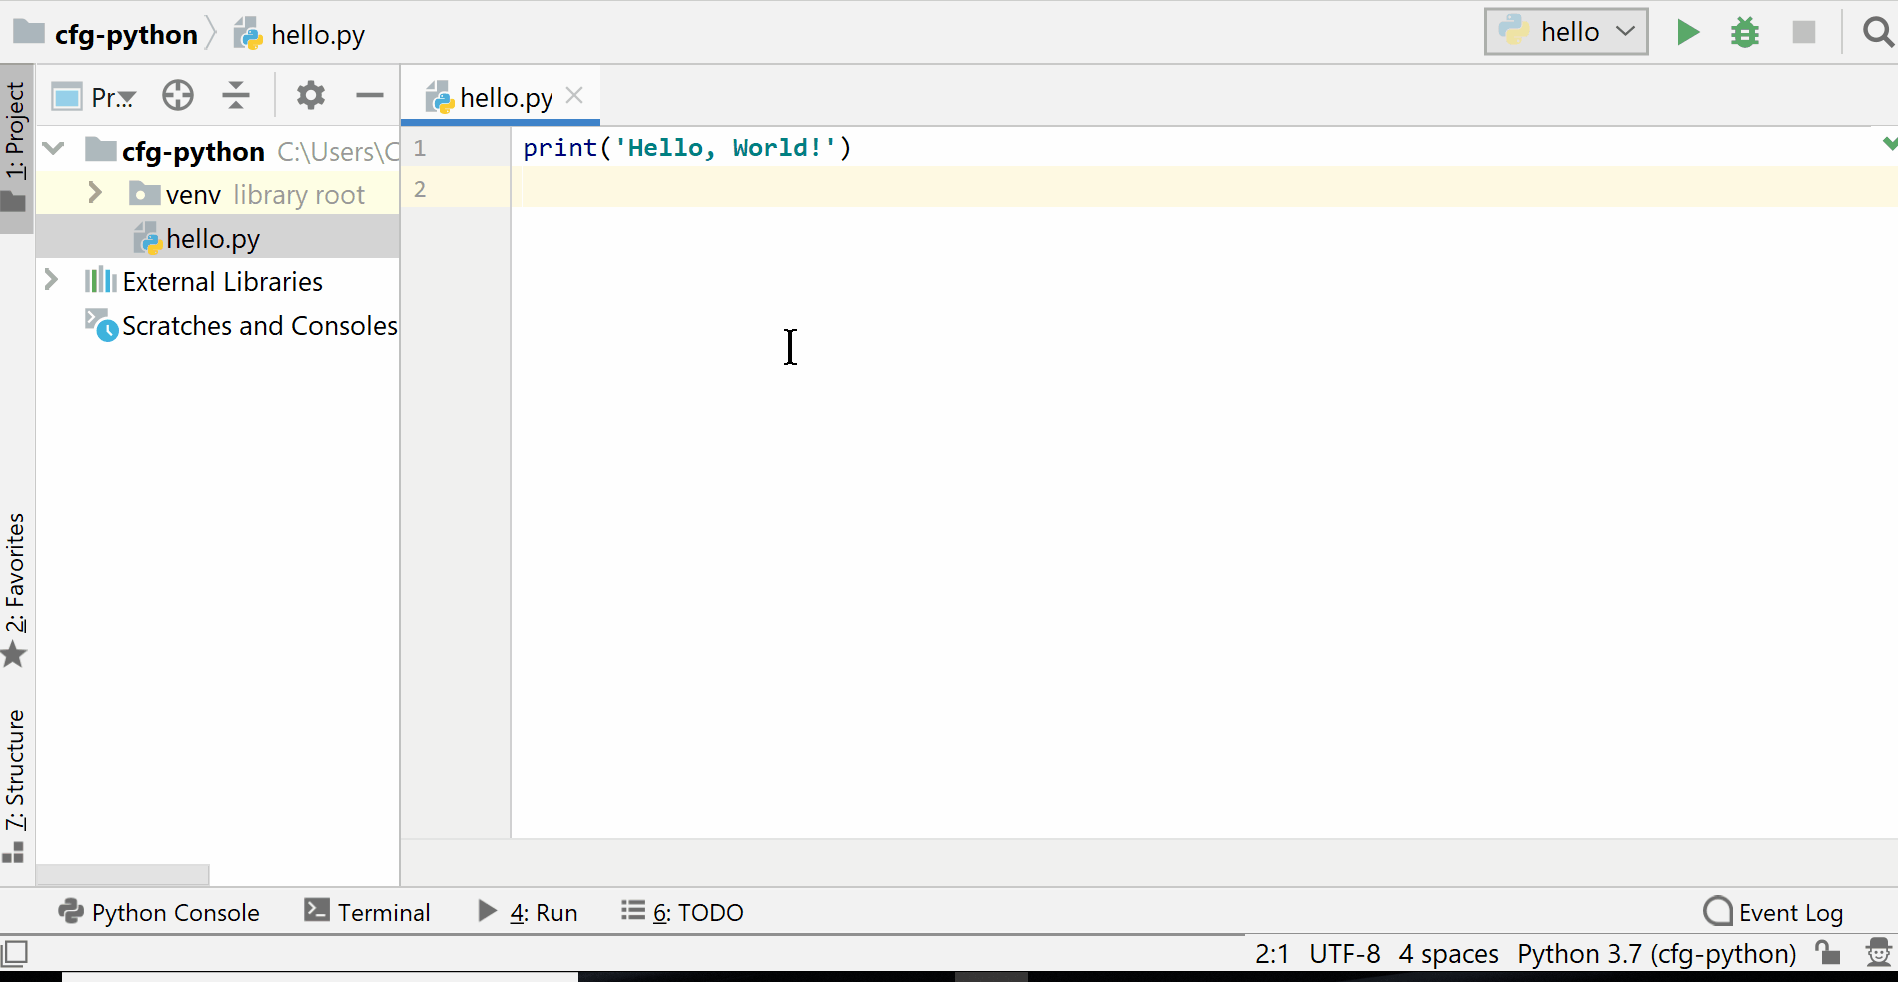 cfg-python hello.py
hello
1: Project
Pr...
hello.py
cfg-python C:\Users\C
venv library root
hello.py
External Libraries
Scratches and Consoles
1 print('Hello, World!')
2
2: Favorites
7: Structure
Python Console
Terminal
4: Run
6: TODO
Event Log
2:1 UTF-8 4 spaces Python 3.7 (cfg-python)